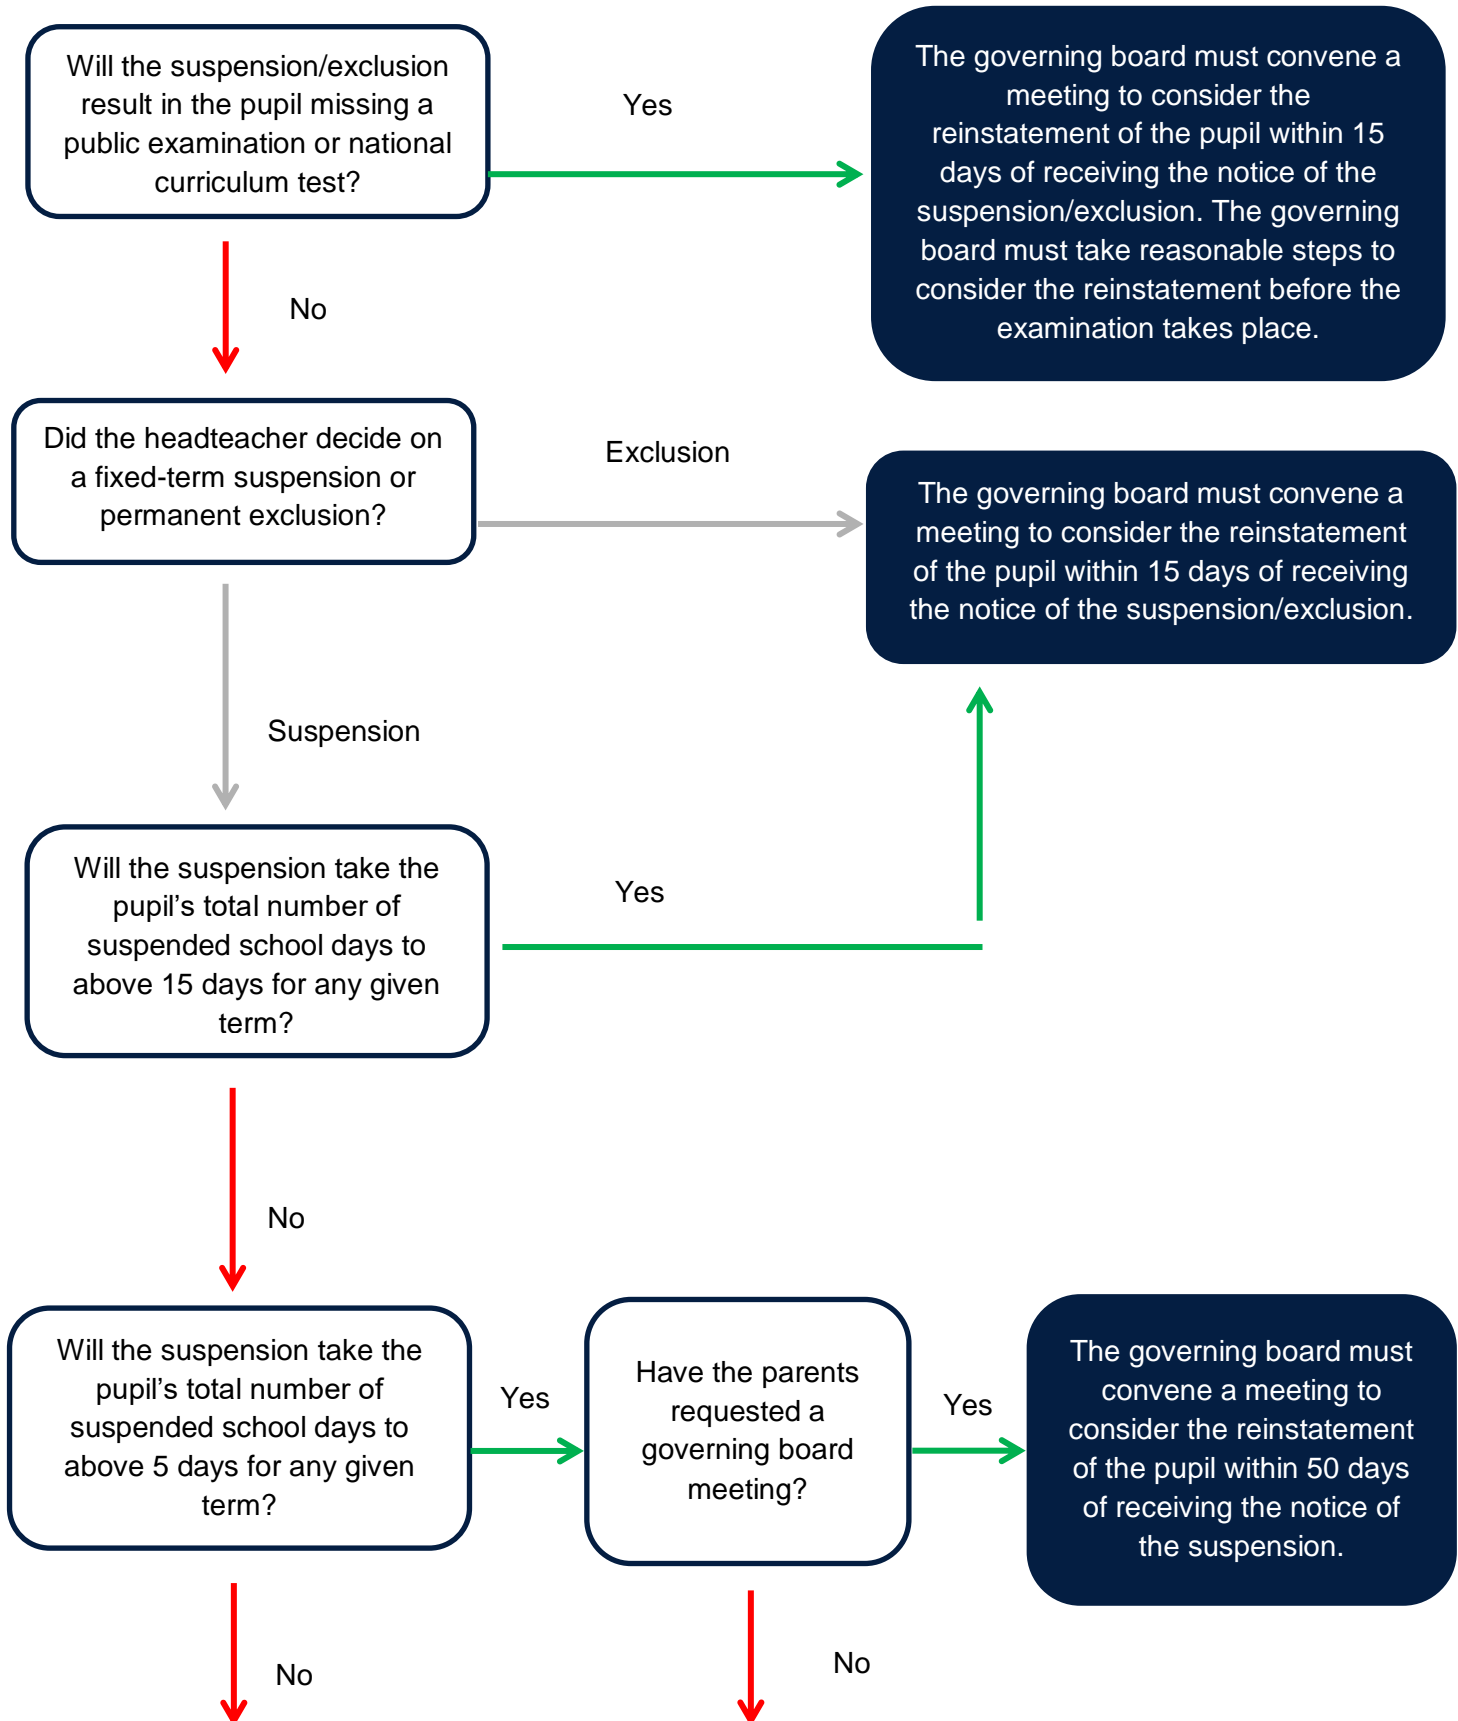 Will the suspension/exclusion
result in the pupil missing a
public examination or national
curriculum test?
Yes
The governing board must convene a
meeting to consider the
reinstatement of the pupil within 15
days of receiving the notice of the
suspension/exclusion. The governing
board must take reasonable steps to
consider the reinstatement before the
examination takes place.
No
Did the headteacher decide on
a fixed-term suspension or
permanent exclusion?
Exclusion
The governing board must convene a
meeting to consider the reinstatement
of the pupil within 15 days of receiving
the notice of the suspension/exclusion.
Suspension
Will the suspension take the
pupil’s total number of
suspended school days to
above 15 days for any given
term?
Yes
No
Will the suspension take the
pupil’s total number of
suspended school days to
above 5 days for any given
term?
Yes
Have the parents
requested a
governing board
meeting?
Yes
The governing board must
convene a meeting to
consider the reinstatement
of the pupil within 50 days
of receiving the notice of
the suspension.
No
No